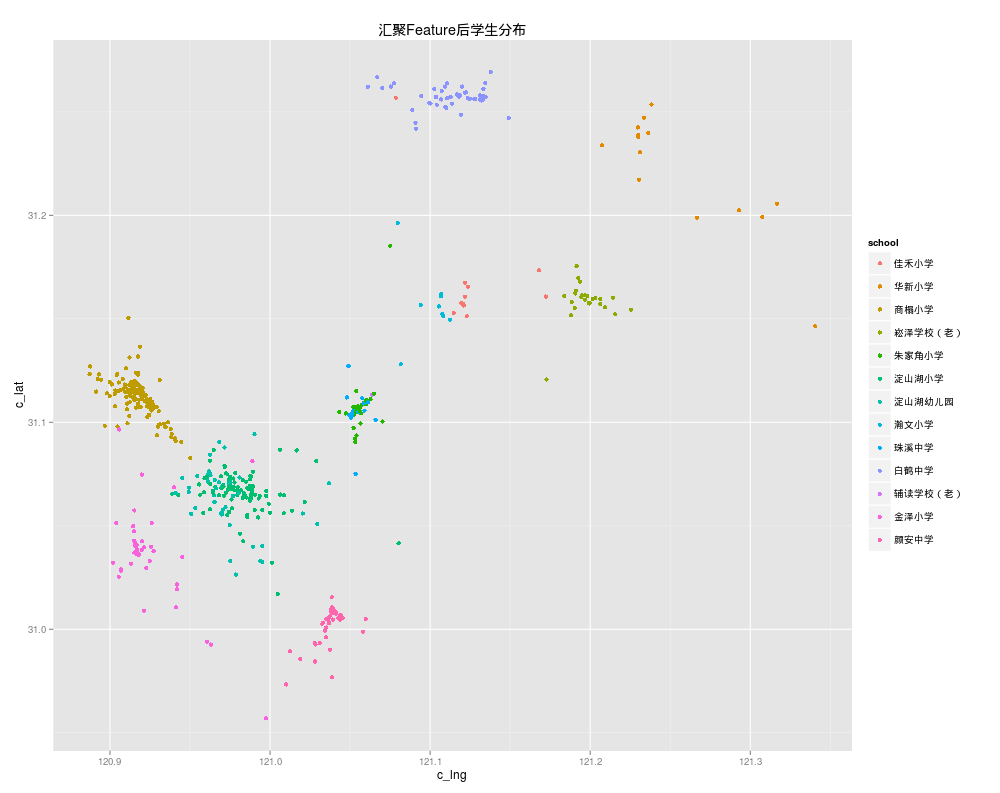 汇聚Feature后学生分布
c_lat
31.2
31.1
31.0
120.9
121.0
121.1
121.2
121.3
c_lng
school
佳禾小学
华新小学
商榻小学
崧泽学校（老）
朱家角小学
淀山湖小学
淀山湖幼儿园
瀚文小学
珠溪中学
白鹤中学
辅读学校（老）
金泽小学
颜安中学